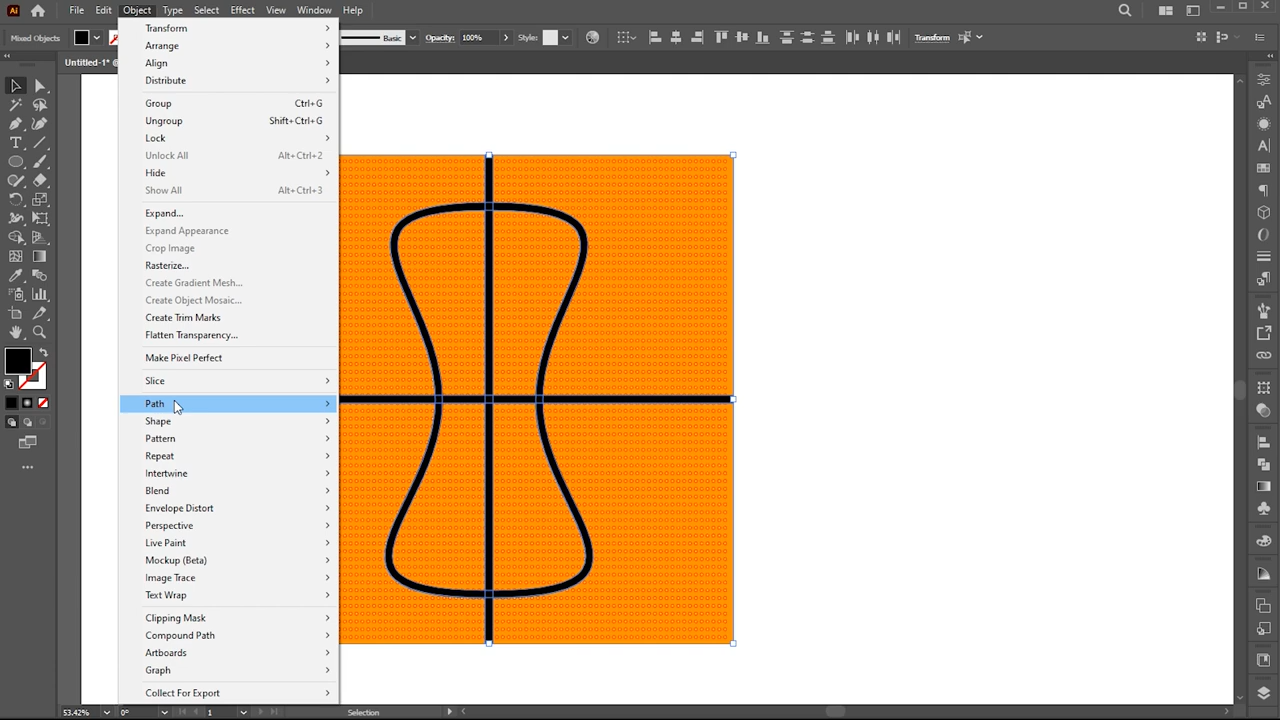 Ai File Edit Object Type Select Effect View Window Help
Mixed Objects Basic Opacity: 100% Style: Transform
Untitled-1* @
Transform
Arrange
Align
Distribute
Group Ctrl+G
Ungroup Shift+Ctrl+G
Lock
Unlock All Alt+Ctrl+2
Hide
Show All Alt+Ctrl+3
Expand...
Expand Appearance
Crop Image
Rasterize...
Create Gradient Mesh...
Create Object Mosaic...
Create Trim Marks
Flatten Transparency...
Make Pixel Perfect
Slice
Path
Shape
Pattern
Repeat
Intertwine
Blend
Envelope Distort
Perspective
Live Paint
Mockup (Beta)
Image Trace
Text Wrap
Clipping Mask
Compound Path
Artboards
Graph
Collect For Export
53.42% 0° 1 Selection